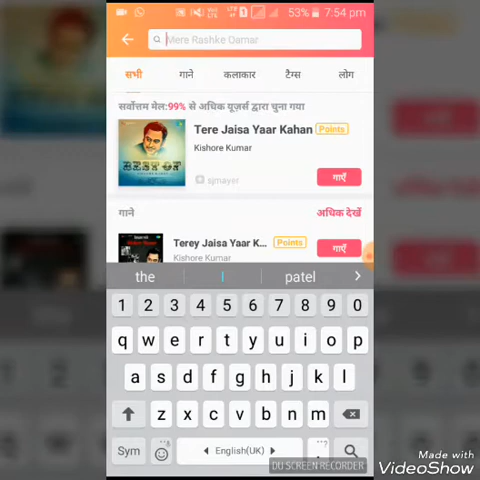 53% 7:54 pm
Mere Rashke Qamar
सभी गाने कलाकार टैग्स लोग
सर्वोत्तम मेल:99% से अधिक यूज़र्स द्वारा चुना गया
Tere Jaisa Yaar Kahan Points
Kishore Kumar
BEST OF
sjmayer
गाएँ
गाने अधिक देखें
Terey Jaisa Yaar K... Points
Kishore Kumar
गाएँ
the I patel
1 2 3 4 5 6 7 8 9 0
q w e r t y u i o p
a s d f g h j k l
z x c v b n m
Sym English(UK)
DU SCREEN RECORDER
Made with
VideoShow